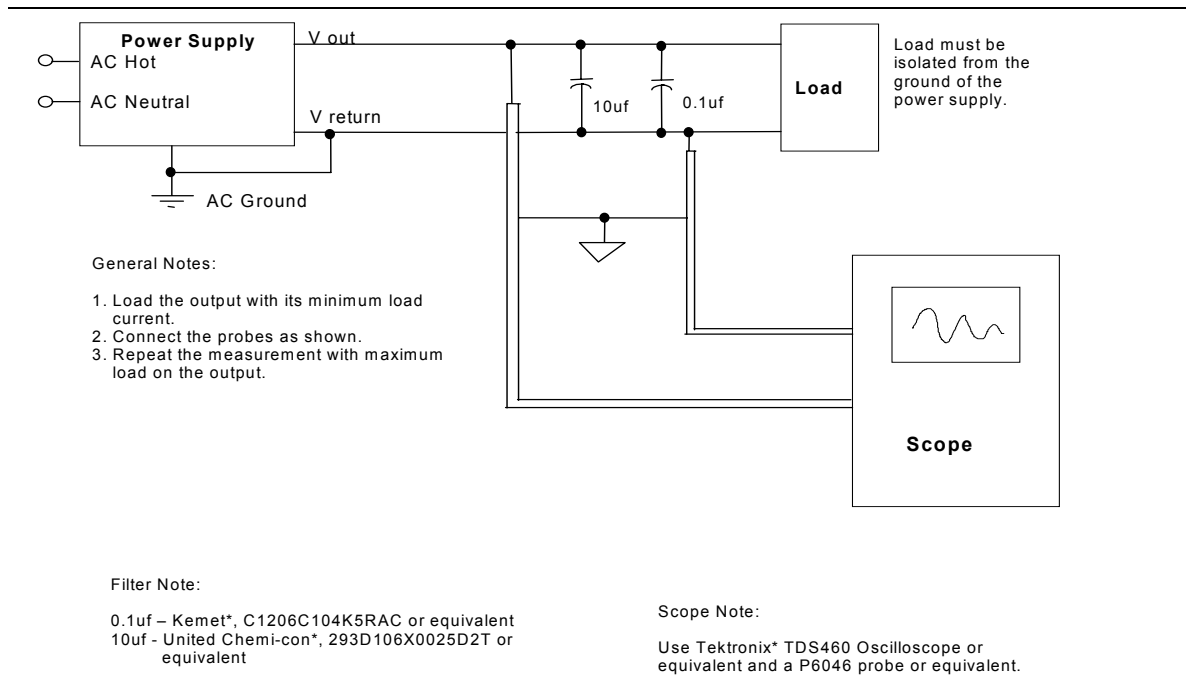 Power Supply
V out
AC Hot
AC Neutral
V return
AC Ground
10uf
0.1uf
Load
Load must be
isolated from the
ground of the
power supply.
General Notes:
1. Load the output with its minimum load
current.
2. Connect the probes as shown.
3. Repeat the measurement with maximum
load on the output.
Scope
Filter Note:
0.1uf – Kemet*, C1206C104K5RAC or equivalent
10uf - United Chemi-con*, 293D106X0025D2T or
equivalent
Scope Note:
Use Tektronix* TDS460 Oscilloscope or
equivalent and a P6046 probe or equivalent.